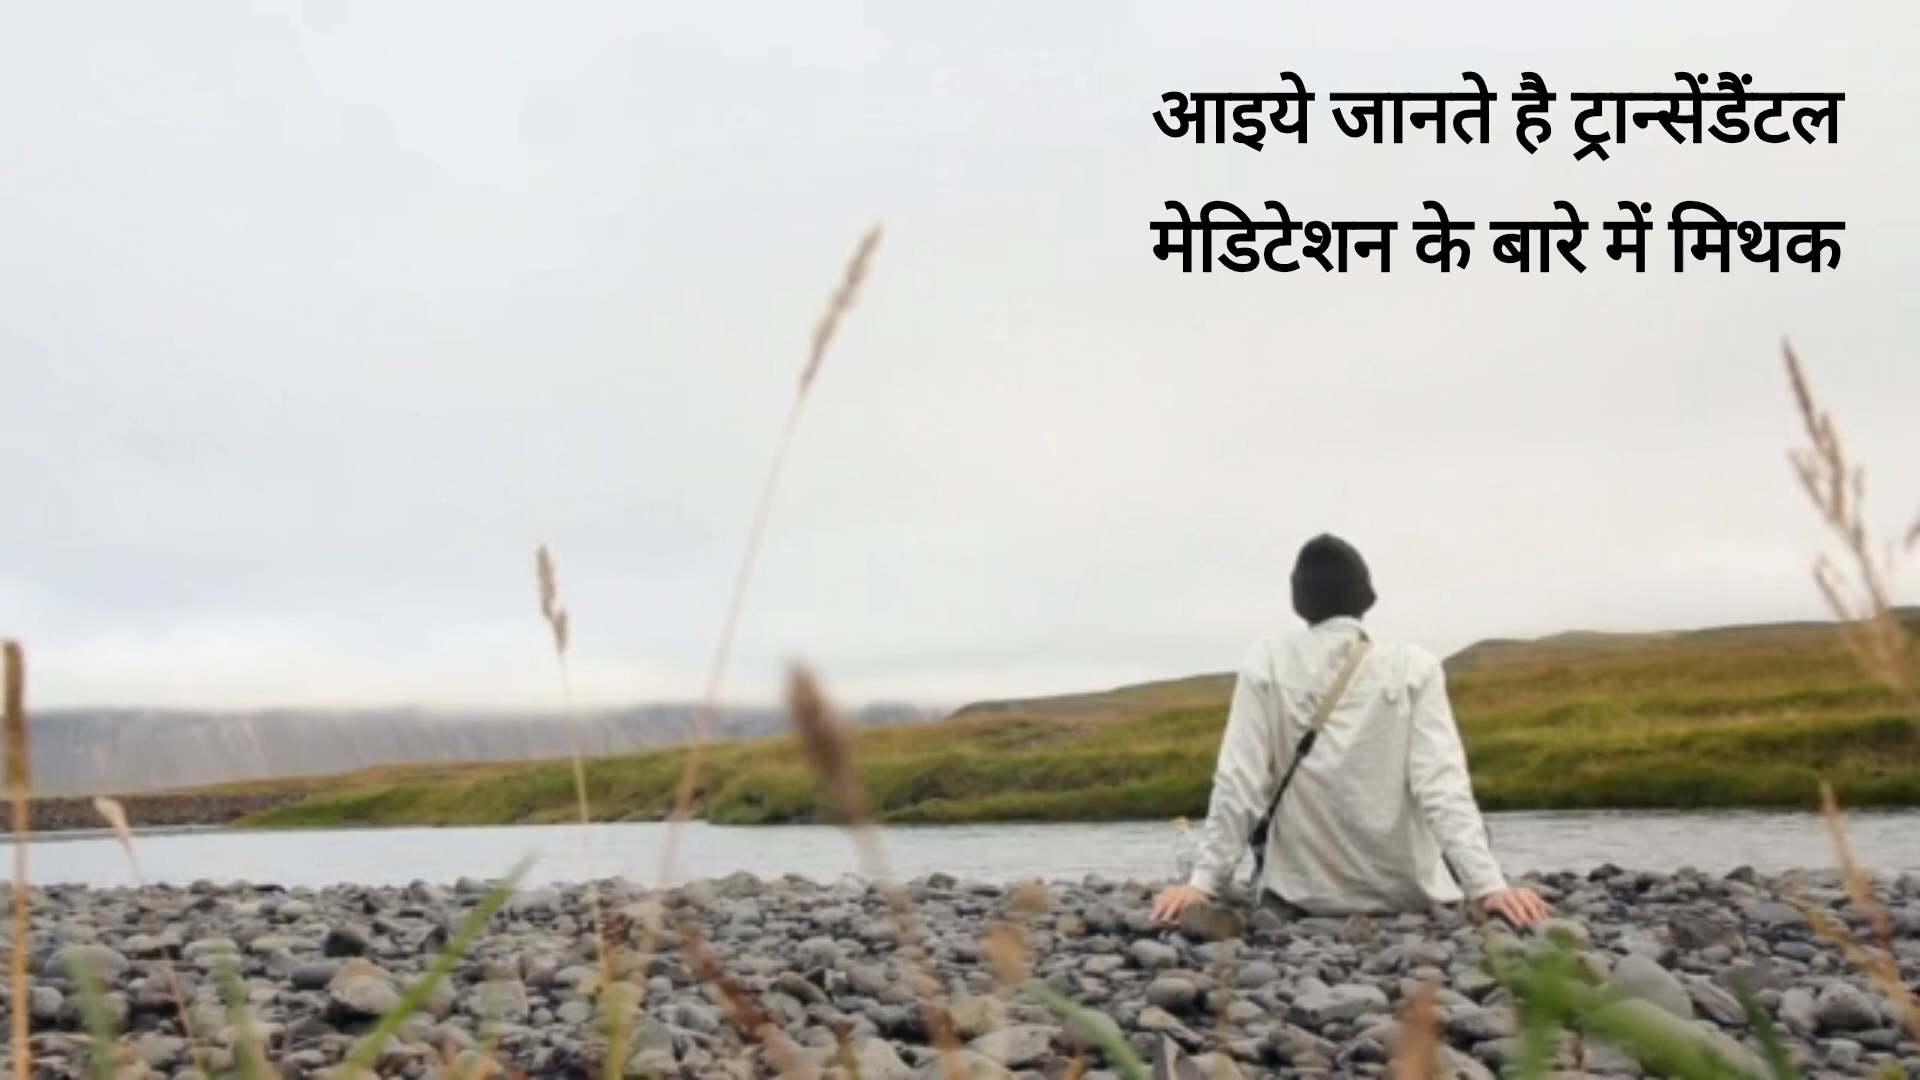 आइये जानते है ट्रान्सेंडैंटल
मेडिटेशन के बारे में मिथक